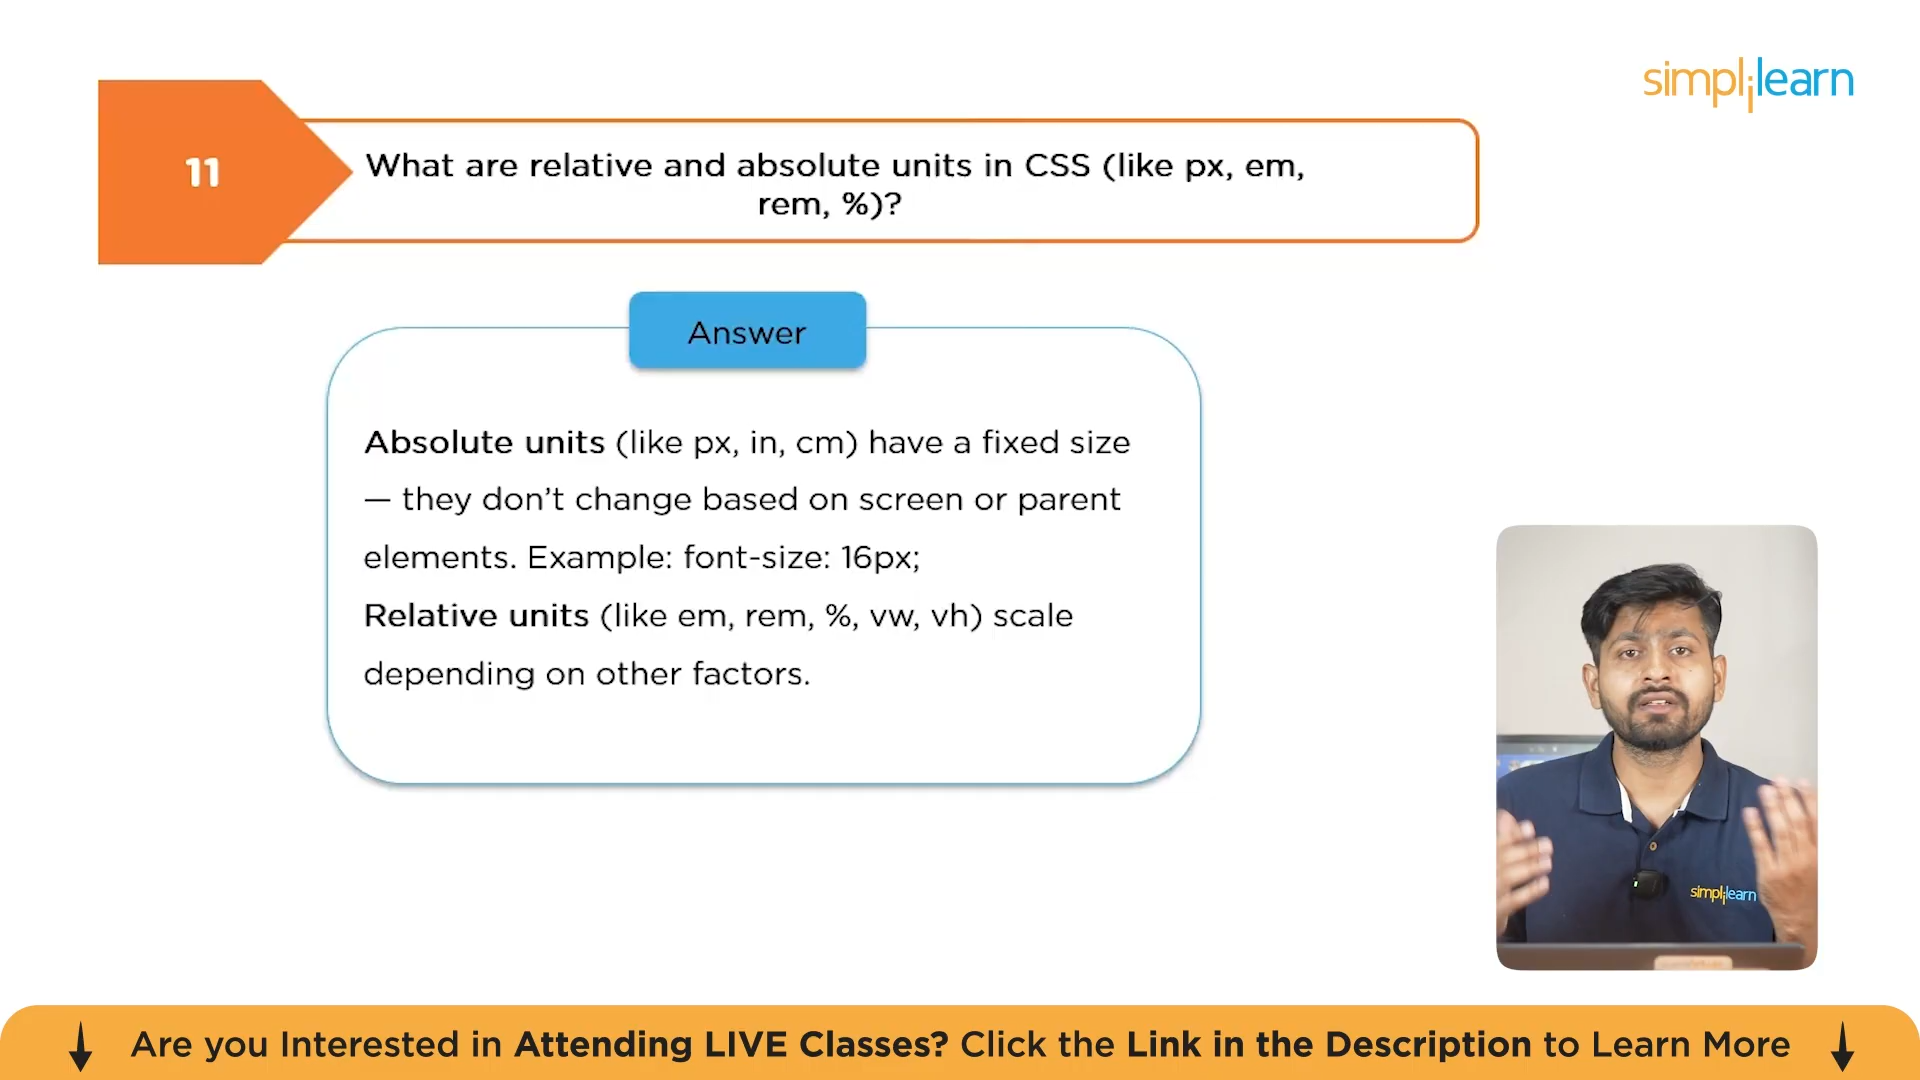 simplilearn
11
What are relative and absolute units in CSS (like px, em,
rem, %)?
Answer
Absolute units (like px, in, cm) have a fixed size
— they don’t change based on screen or parent
elements. Example: font-size: 16px;
Relative units (like em, rem, %, vw, vh) scale
depending on other factors.
simplilearn
Are you Interested in Attending LIVE Classes? Click the Link in the Description to Learn More